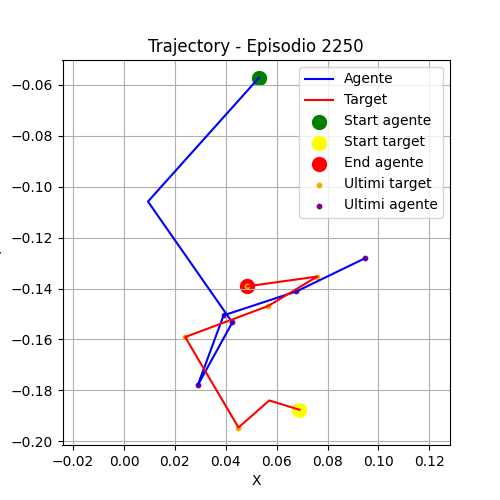 Trajectory - Episodio 2250
Agente
Target
Start agente
Start target
End agente
Ultimi target
Ultimi agente
−0.06
−0.08
−0.10
−0.12
−0.14
−0.16
−0.18
−0.20
−0.02
0.00
0.02
0.04
0.06
0.08
0.10
0.12
X